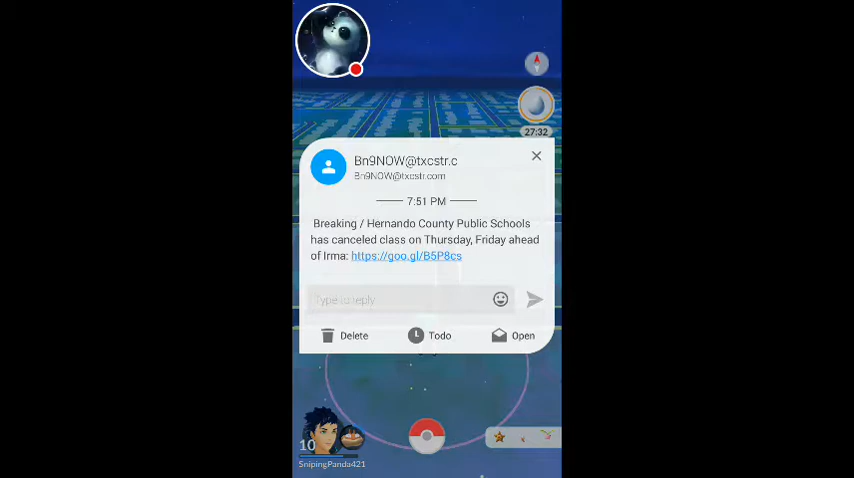 27:32
Bn9NOW@txcstr.c
Bn9NOW@txcstr.com
7:51 PM
Breaking / Hernando County Public Schools
has canceled class on Thursday, Friday ahead
of Irma: https://goo.gl/B5P8cs
Type to reply
Delete Todo Open
10
SnipingPanda421